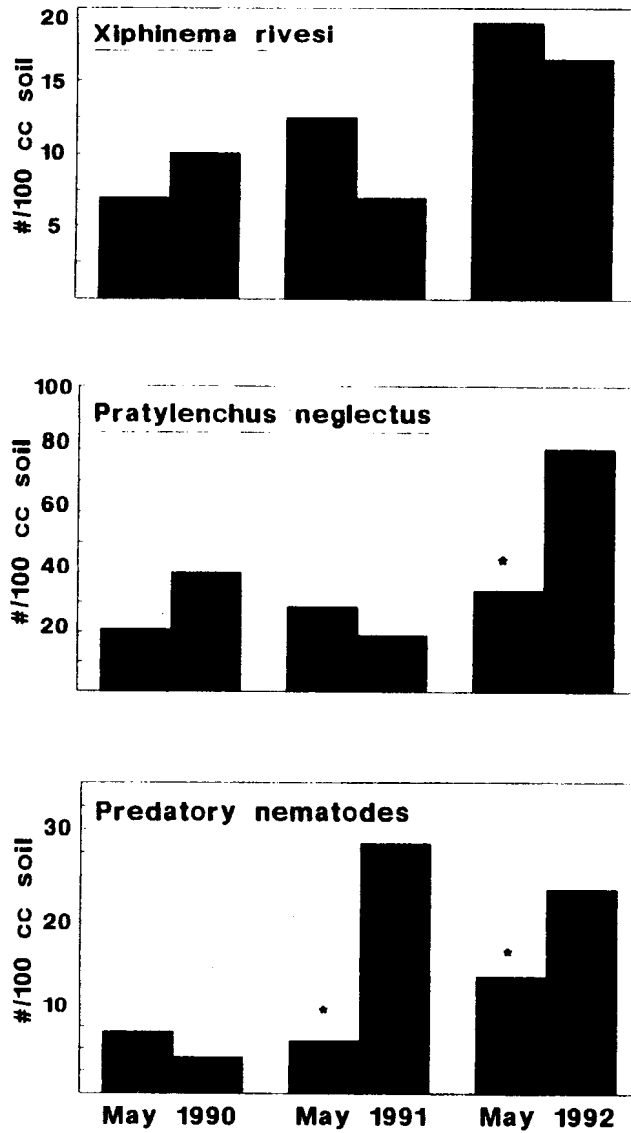 20
Xiphinema rivesi
15
10
5
#/100 cc soil
100
Pratylenchus neglectus
80
60
40
20
#/100 cc soil
*
Predatory nematodes
30
20
10
#/100 cc soil
*
*
May 1990 May 1991 May 1992